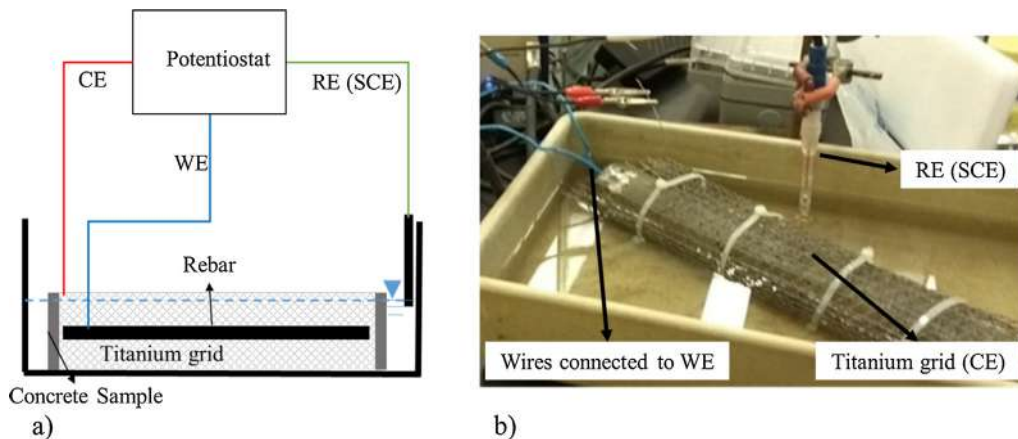 Potentiostat
CE
RE (SCE)
WE
Rebar
Titanium grid
Concrete Sample
a)
RE (SCE)
Wires connected to WE
Titanium grid (CE)
b)